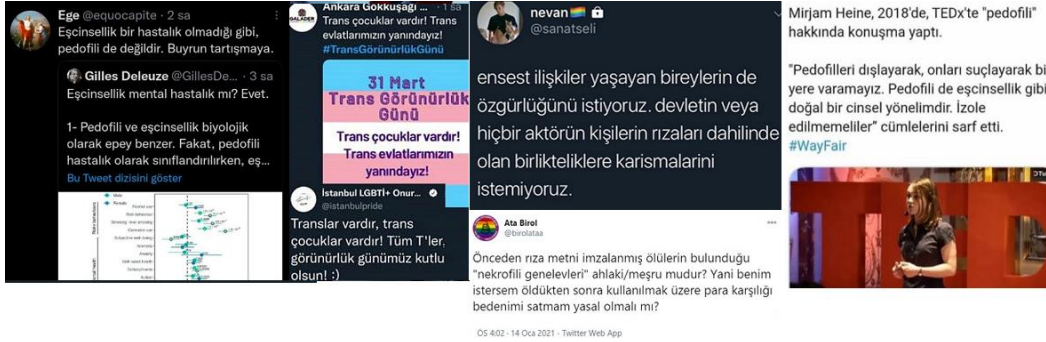 Ege @equocapite · 2 sa
Eşcinsellik bir hastalık olmadığı gibi,
pedofili de değildir. Buyrun tartışmaya.
Gilles Deleuze @GillesDe... · 3 sa
Eşcinsellik mental hastalık mı? Evet.
1- Pedofili ve eşcinsellik biyolojik
olarak epey benzer. Fakat, pedofili
hastalık olarak sınıflandırılırken, eş...
Bu Tweet dizisini göster
GALADER
Ankara Gökkuşağı ... · 1 sa
Trans çocuklar vardır! Trans
evlatlarımızın yanındayız!
#TransGörünürlükGünü
31 Mart
Trans Görünürlük
Günü
Trans çocuklar vardır!
Trans evlatlarımızın
yanındayız!
İstanbul LGBTİ+ Onur...
@istanbulpride
Translar vardır, trans
çocuklar vardır! Tüm T'ler,
görünürlük günümüz kutlu
olsun! :)
nevan
@sanatseli
ensest ilişkiler yaşayan bireylerin de
özgürlüğünü istiyoruz. devletin veya
hiçbir aktörün kişilerin rızaları dahilinde
olan birlikteliklere karismalarini
istemiyoruz.
Ata Birol
@birolataa
Önceden rıza metni imzalanmış ölülerin bulunduğu
"nekrofili genelevleri" ahlaki/meşru mudur? Yani benim
istersem öldükten sonra kullanılmak üzere para karşılığı
bedenimi satmam yasal olmalı mı?
ÖS 4:02 · 14 Oca 2021 · Twitter Web App
Mirjam Heine, 2018'de, TEDx'te "pedofili"
hakkında konuşma yaptı.
"Pedofilleri dışlayarak, onları suçlayarak bi
yere varamayız. Pedofili de eşcinsellik gibi
doğal bir cinsel yönelimdir. İzole
edilmemeliler" cümlelerini sarf etti.
#WayFair